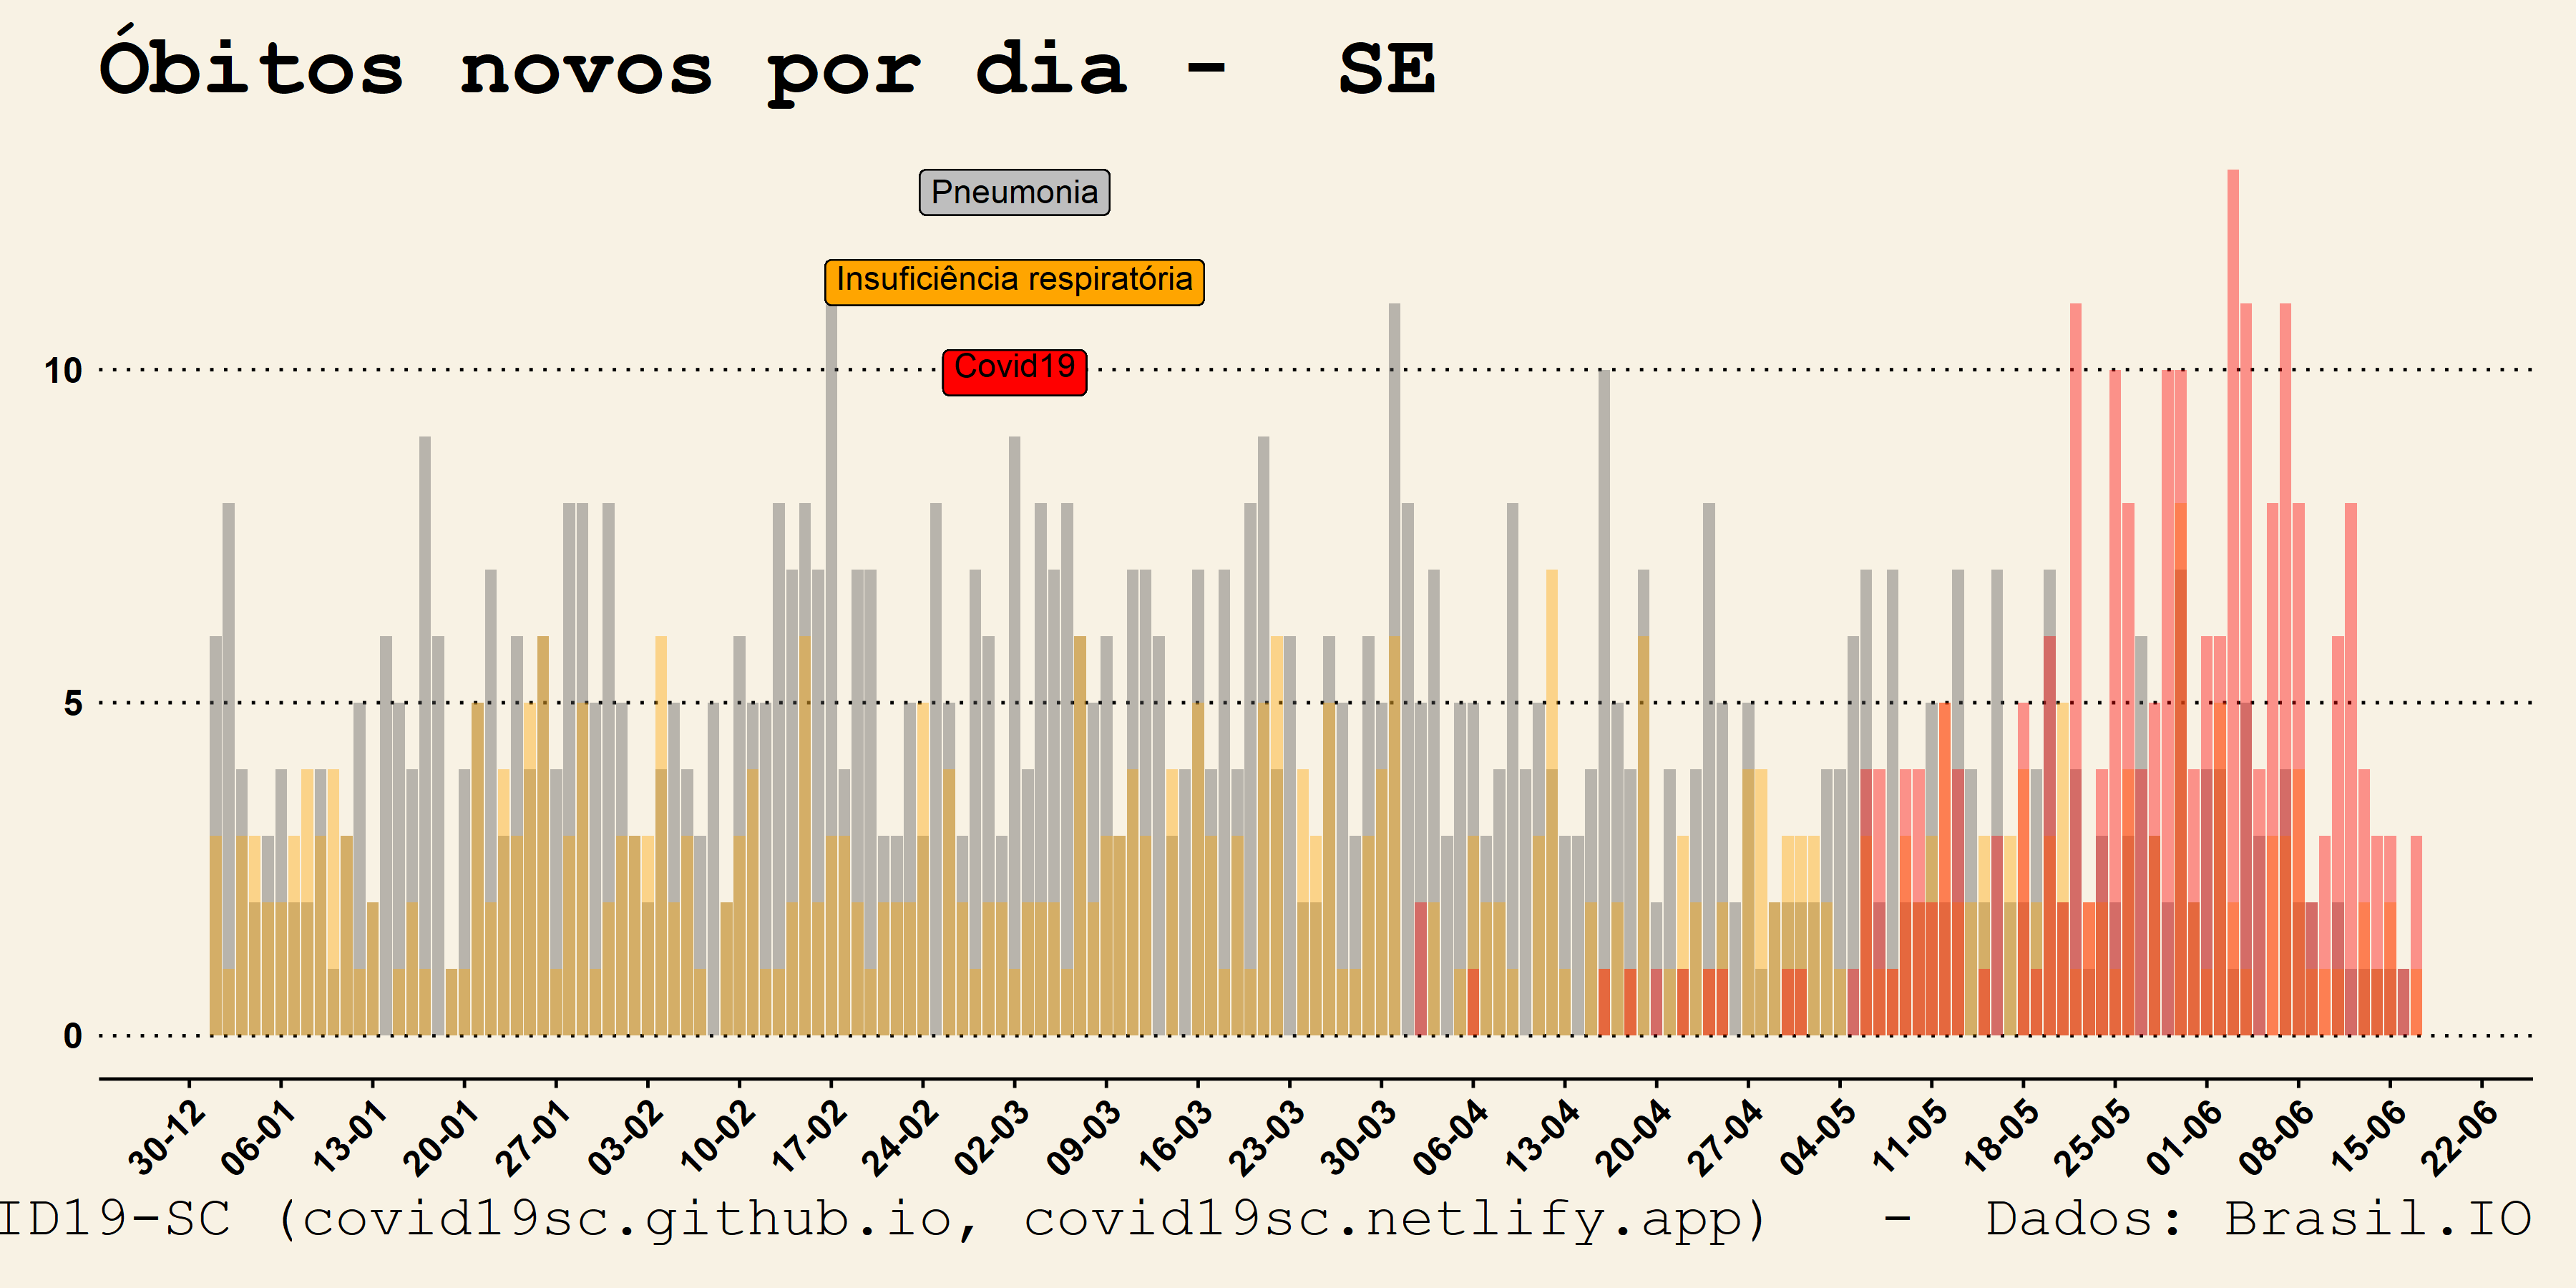 Óbitos novos por dia - SE
Pneumonia
Insuficiência respiratória
Covid19
10
5
0
30-12 06-01 13-01 20-01 27-01 03-02 10-02 17-02 24-02 02-03 09-03 16-03 23-03 30-03 06-04 13-04 20-04 27-04 04-05 11-05 18-05 25-05 01-06 08-06 15-06 22-06
ID19-SC (covid19sc.github.io, covid19sc.netlify.app) - Dados: Brasil.IO